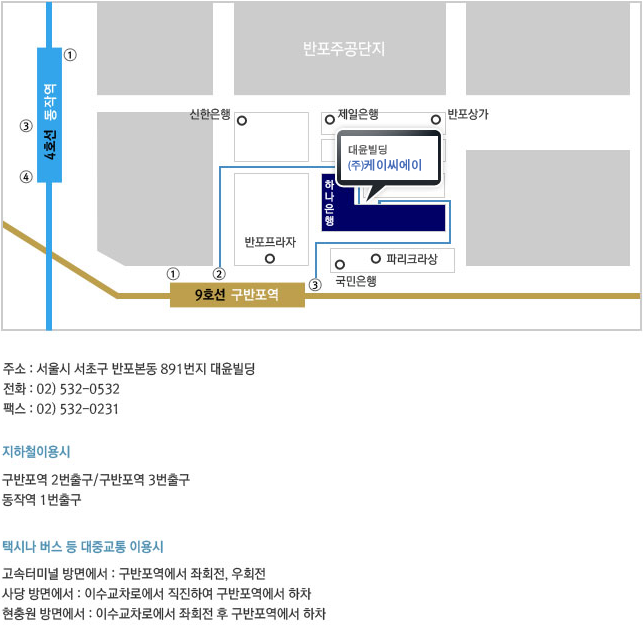 반포주공단지
①
동작역
4호선
③
④
신한은행
제일은행
반포상가
대윤빌딩
(주)케이씨에이
하나은행
반포프라자
파리크라상
국민은행
①
②
③
9호선 구반포역
주소 : 서울시 서초구 반포본동 891번지 대윤빌딩
전화 : 02) 532-0532
팩스 : 02) 532-0231
지하철이용시
구반포역 2번출구/구반포역 3번출구
동작역 1번출구
택시나 버스 등 대중교통 이용시
고속터미널 방면에서 : 구반포역에서 좌회전, 우회전
사당 방면에서 : 이수교차로에서 직진하여 구반포역에서 하차
현충원 방면에서 : 이수교차로에서 좌회전 후 구반포역에서 하차